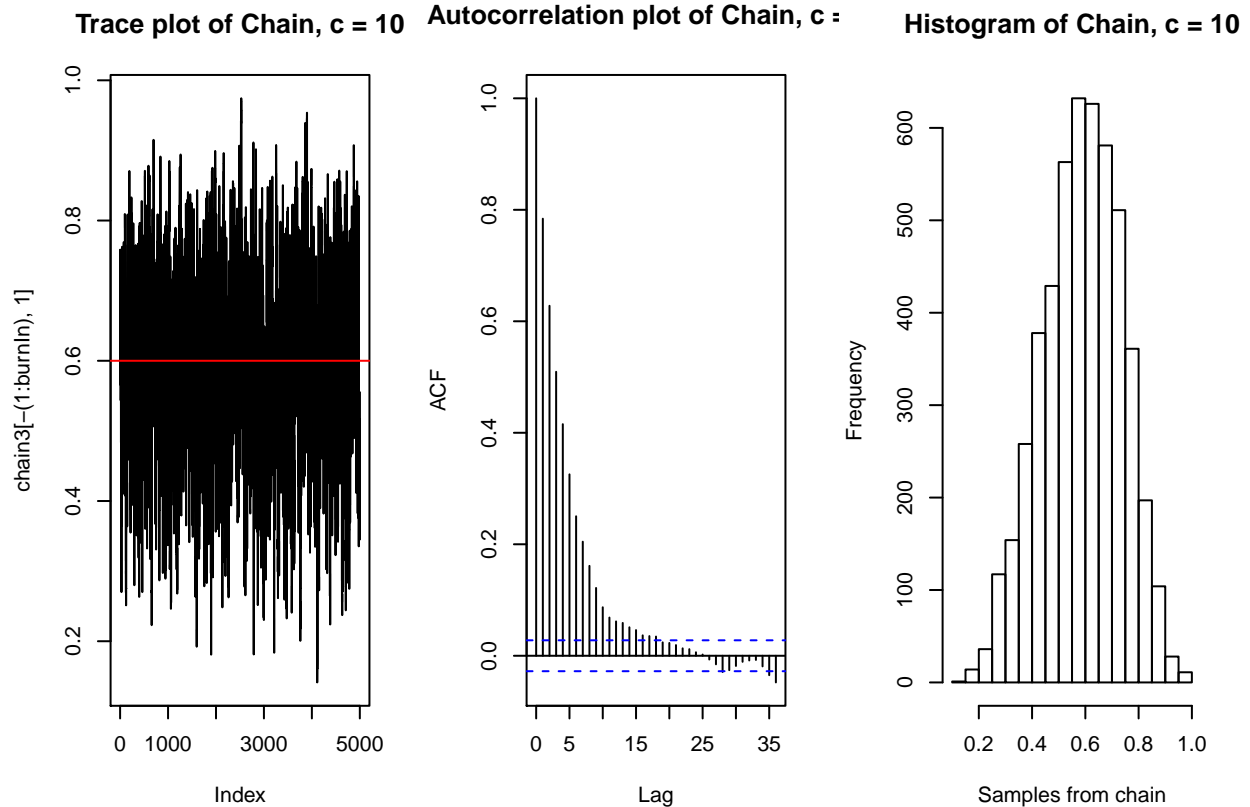 Trace plot of Chain, c = 10
chain3[−(1:burnIn), 1]
1.0
0.8
0.6
0.4
0.2
0 1000 3000 5000
Index
Autocorrelation plot of Chain, c =
ACF
1.0
0.8
0.6
0.4
0.2
0.0
0 5 15 25 35
Lag
Histogram of Chain, c = 10
Frequency
600
500
400
300
200
100
0
0.2 0.4 0.6 0.8 1.0
Samples from chain